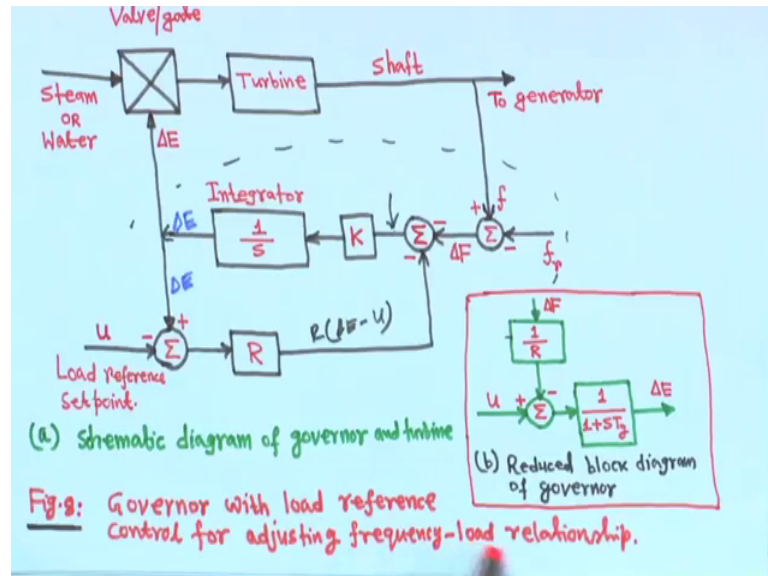 Valve/gate
Steam
OR
Water
Turbine
Shaft
To generator
ΔE
Integrator
ΔE
1/S
K
Σ
-
-
ΔF
+
f
Σ
-
fr
ΔE
u
-
+
Σ
R
R(ΔE-U)
Load reference
Setpoint.
ΔF
1/R
u
+
-
Σ
1/1+STg
ΔE
(a) Shematic diagram of governor and turbine
(b) Reduced block diagram
of governor
Fig.8: Governor with load reference
control for adjusting frequency-load relationship.